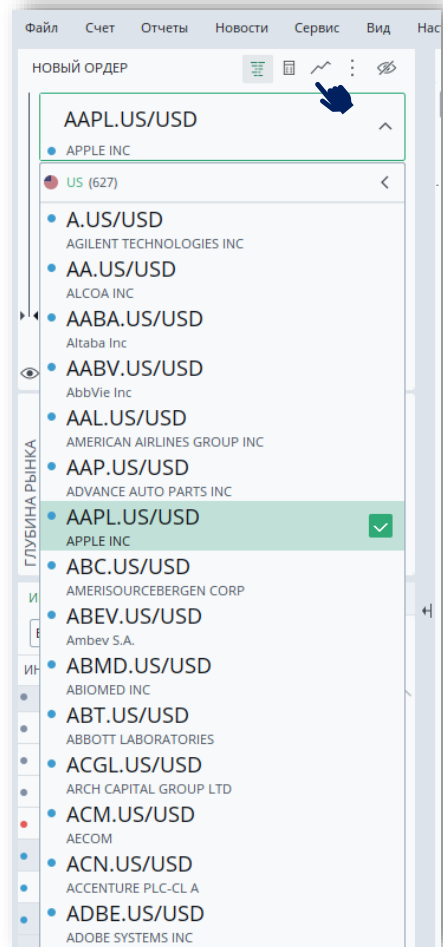 Файл Счет Отчеты Новости Сервис Вид Нас
НОВЫЙ ОРДЕР
AAPL.US/USD
APPLE INC
US (627)
A.US/USD
AGILENT TECHNOLOGIES INC
AA.US/USD
ALCOA INC
AABA.US/USD
Altaba Inc
AABV.US/USD
AbbVie Inc
AAL.US/USD
AMERICAN AIRLINES GROUP INC
AAP.US/USD
ADVANCE AUTO PARTS INC
ГЛУБИНА РЫНКА
AAPL.US/USD
APPLE INC
ABC.US/USD
AMERISOURCEBERGEN CORP
ABEV.US/USD
Ambev S.A.
ABMD.US/USD
ABIOMED INC
ABT.US/USD
ABBOTT LABORATORIES
ACGL.US/USD
ARCH CAPITAL GROUP LTD
ACM.US/USD
AECOM
ACN.US/USD
ACCENTURE PLC-CL A
ADBE.US/USD
ADOBE SYSTEMS INC